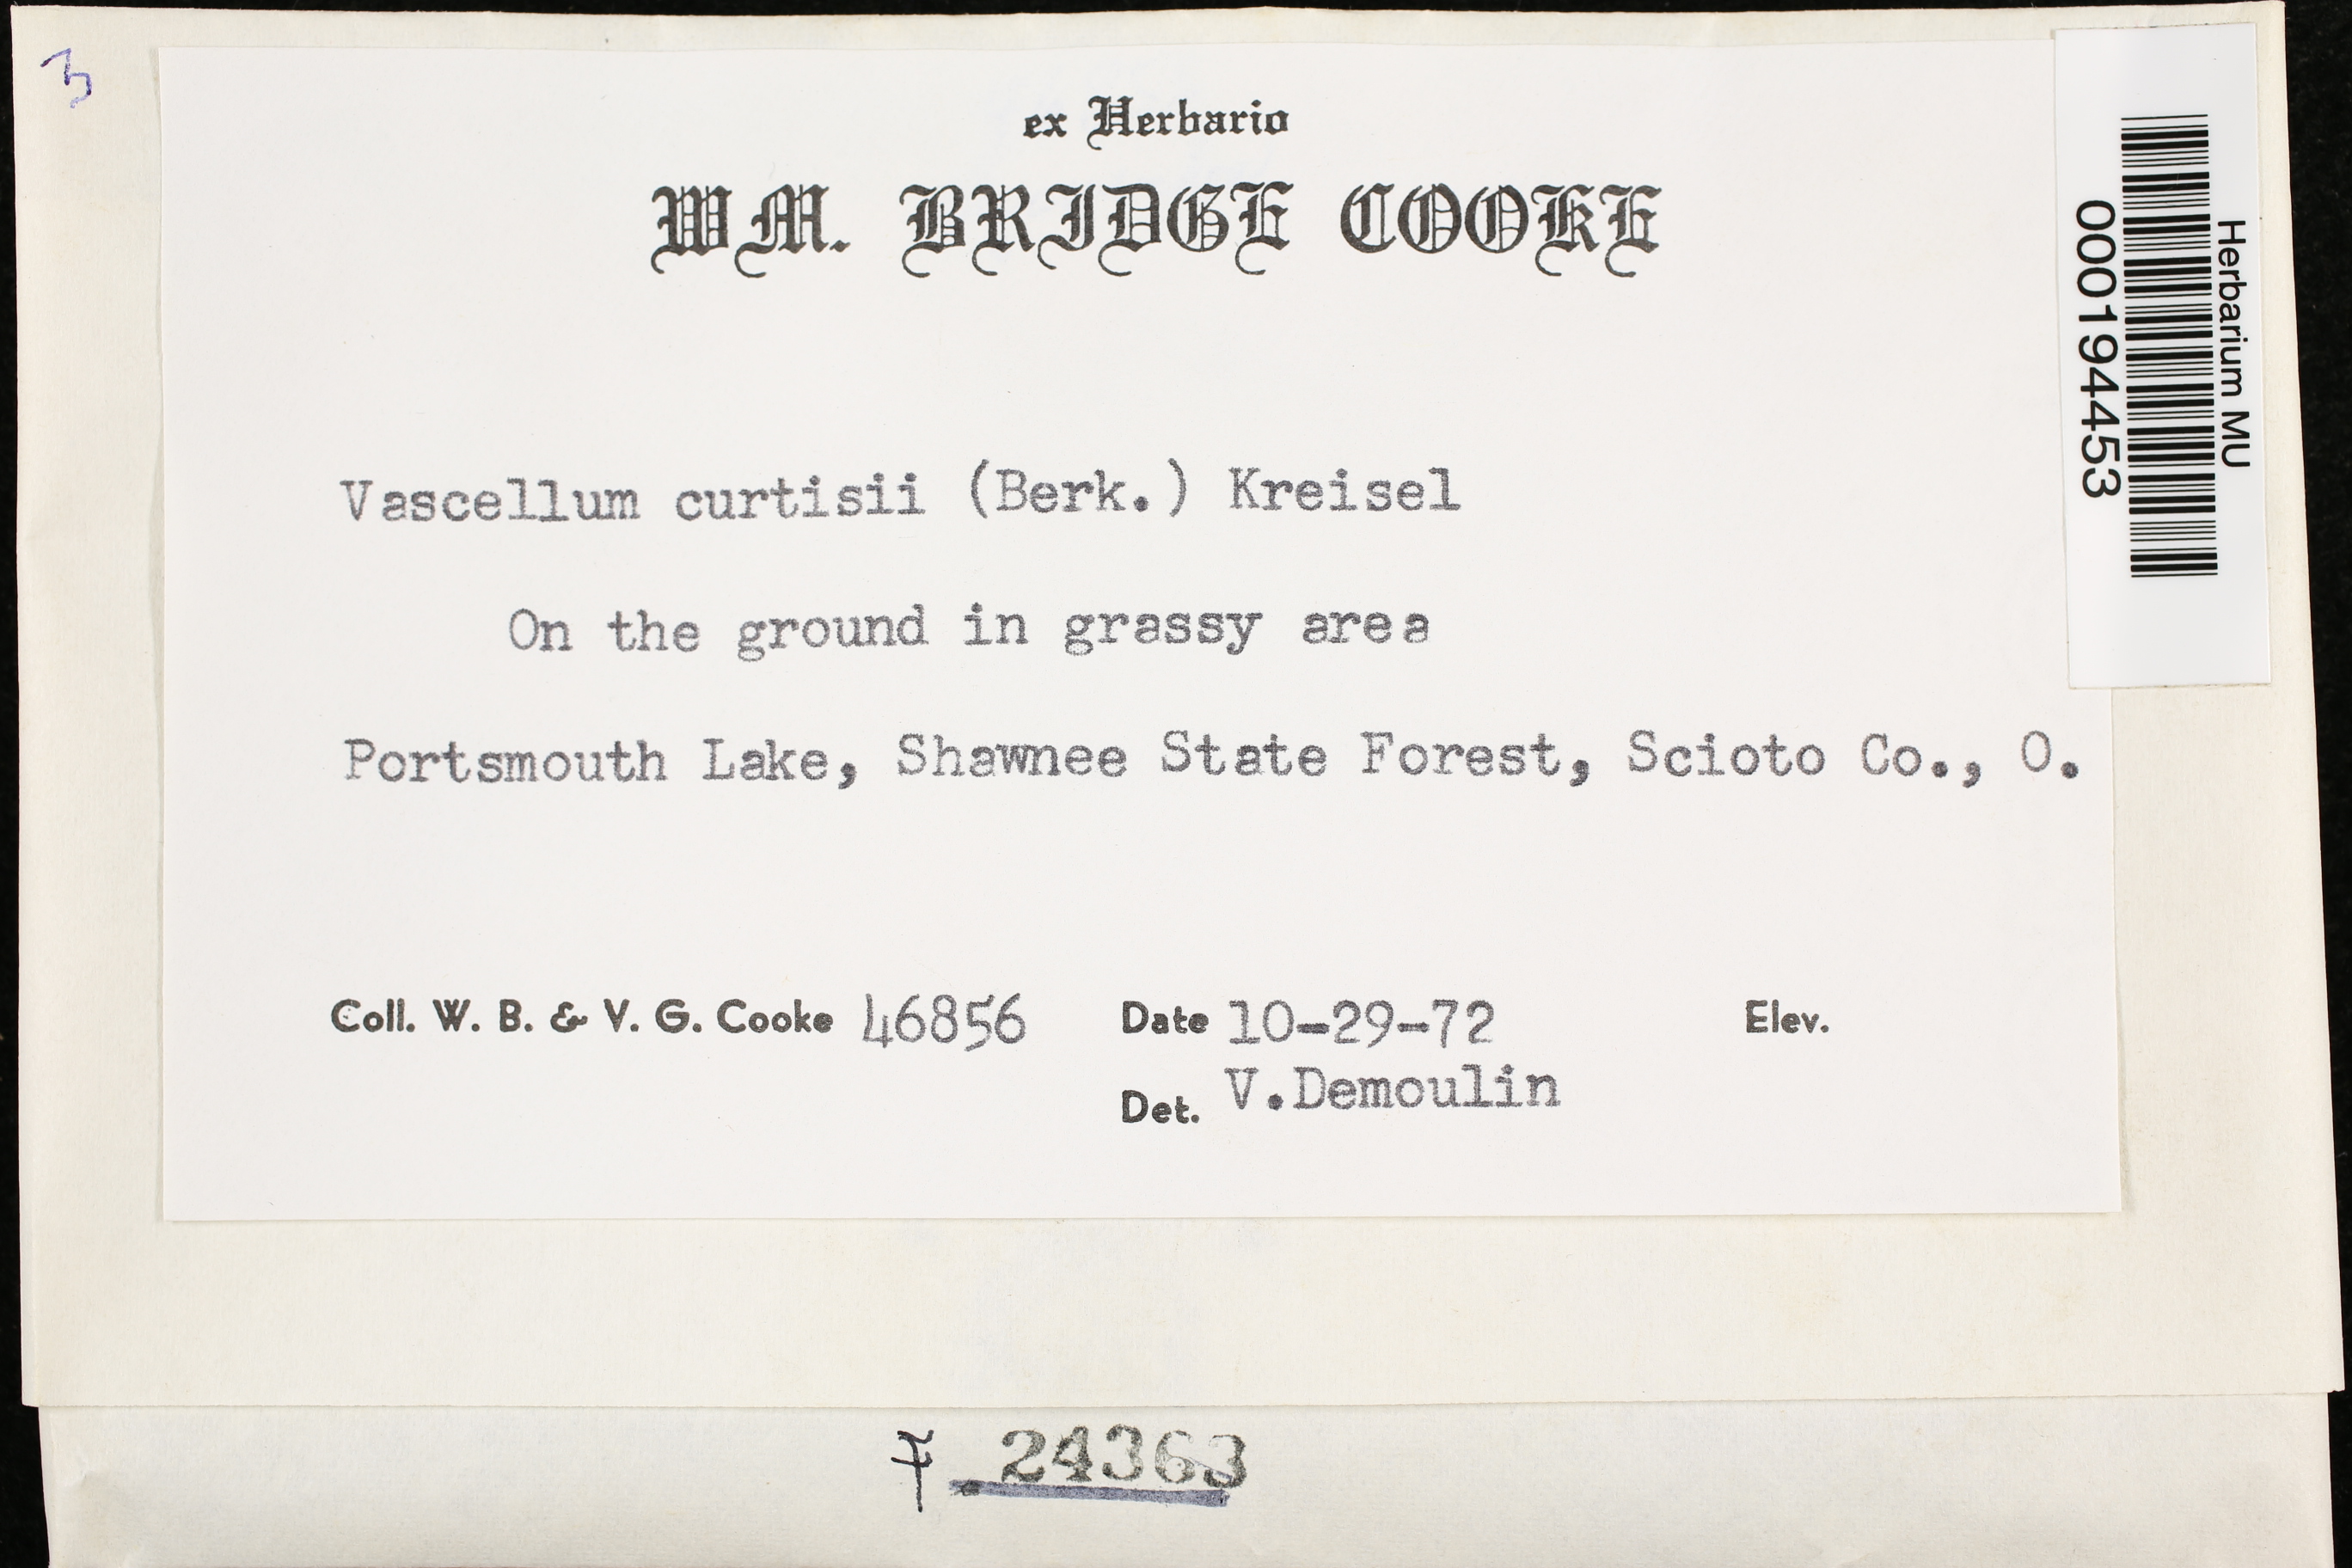 3
ex Herbario
WM. BRIDGE COOKE
Herbarium MU
000194453
Vascellum curtisii (Berk.) Kreisel
On the ground in grassy area
Portsmouth Lake, Shawnee State Forest, Scioto Co., O.
Coll. W. B. & V. G. Cooke 46856 Date 10-29-72 Elev.
Det. V.Demoulin
F. 24363